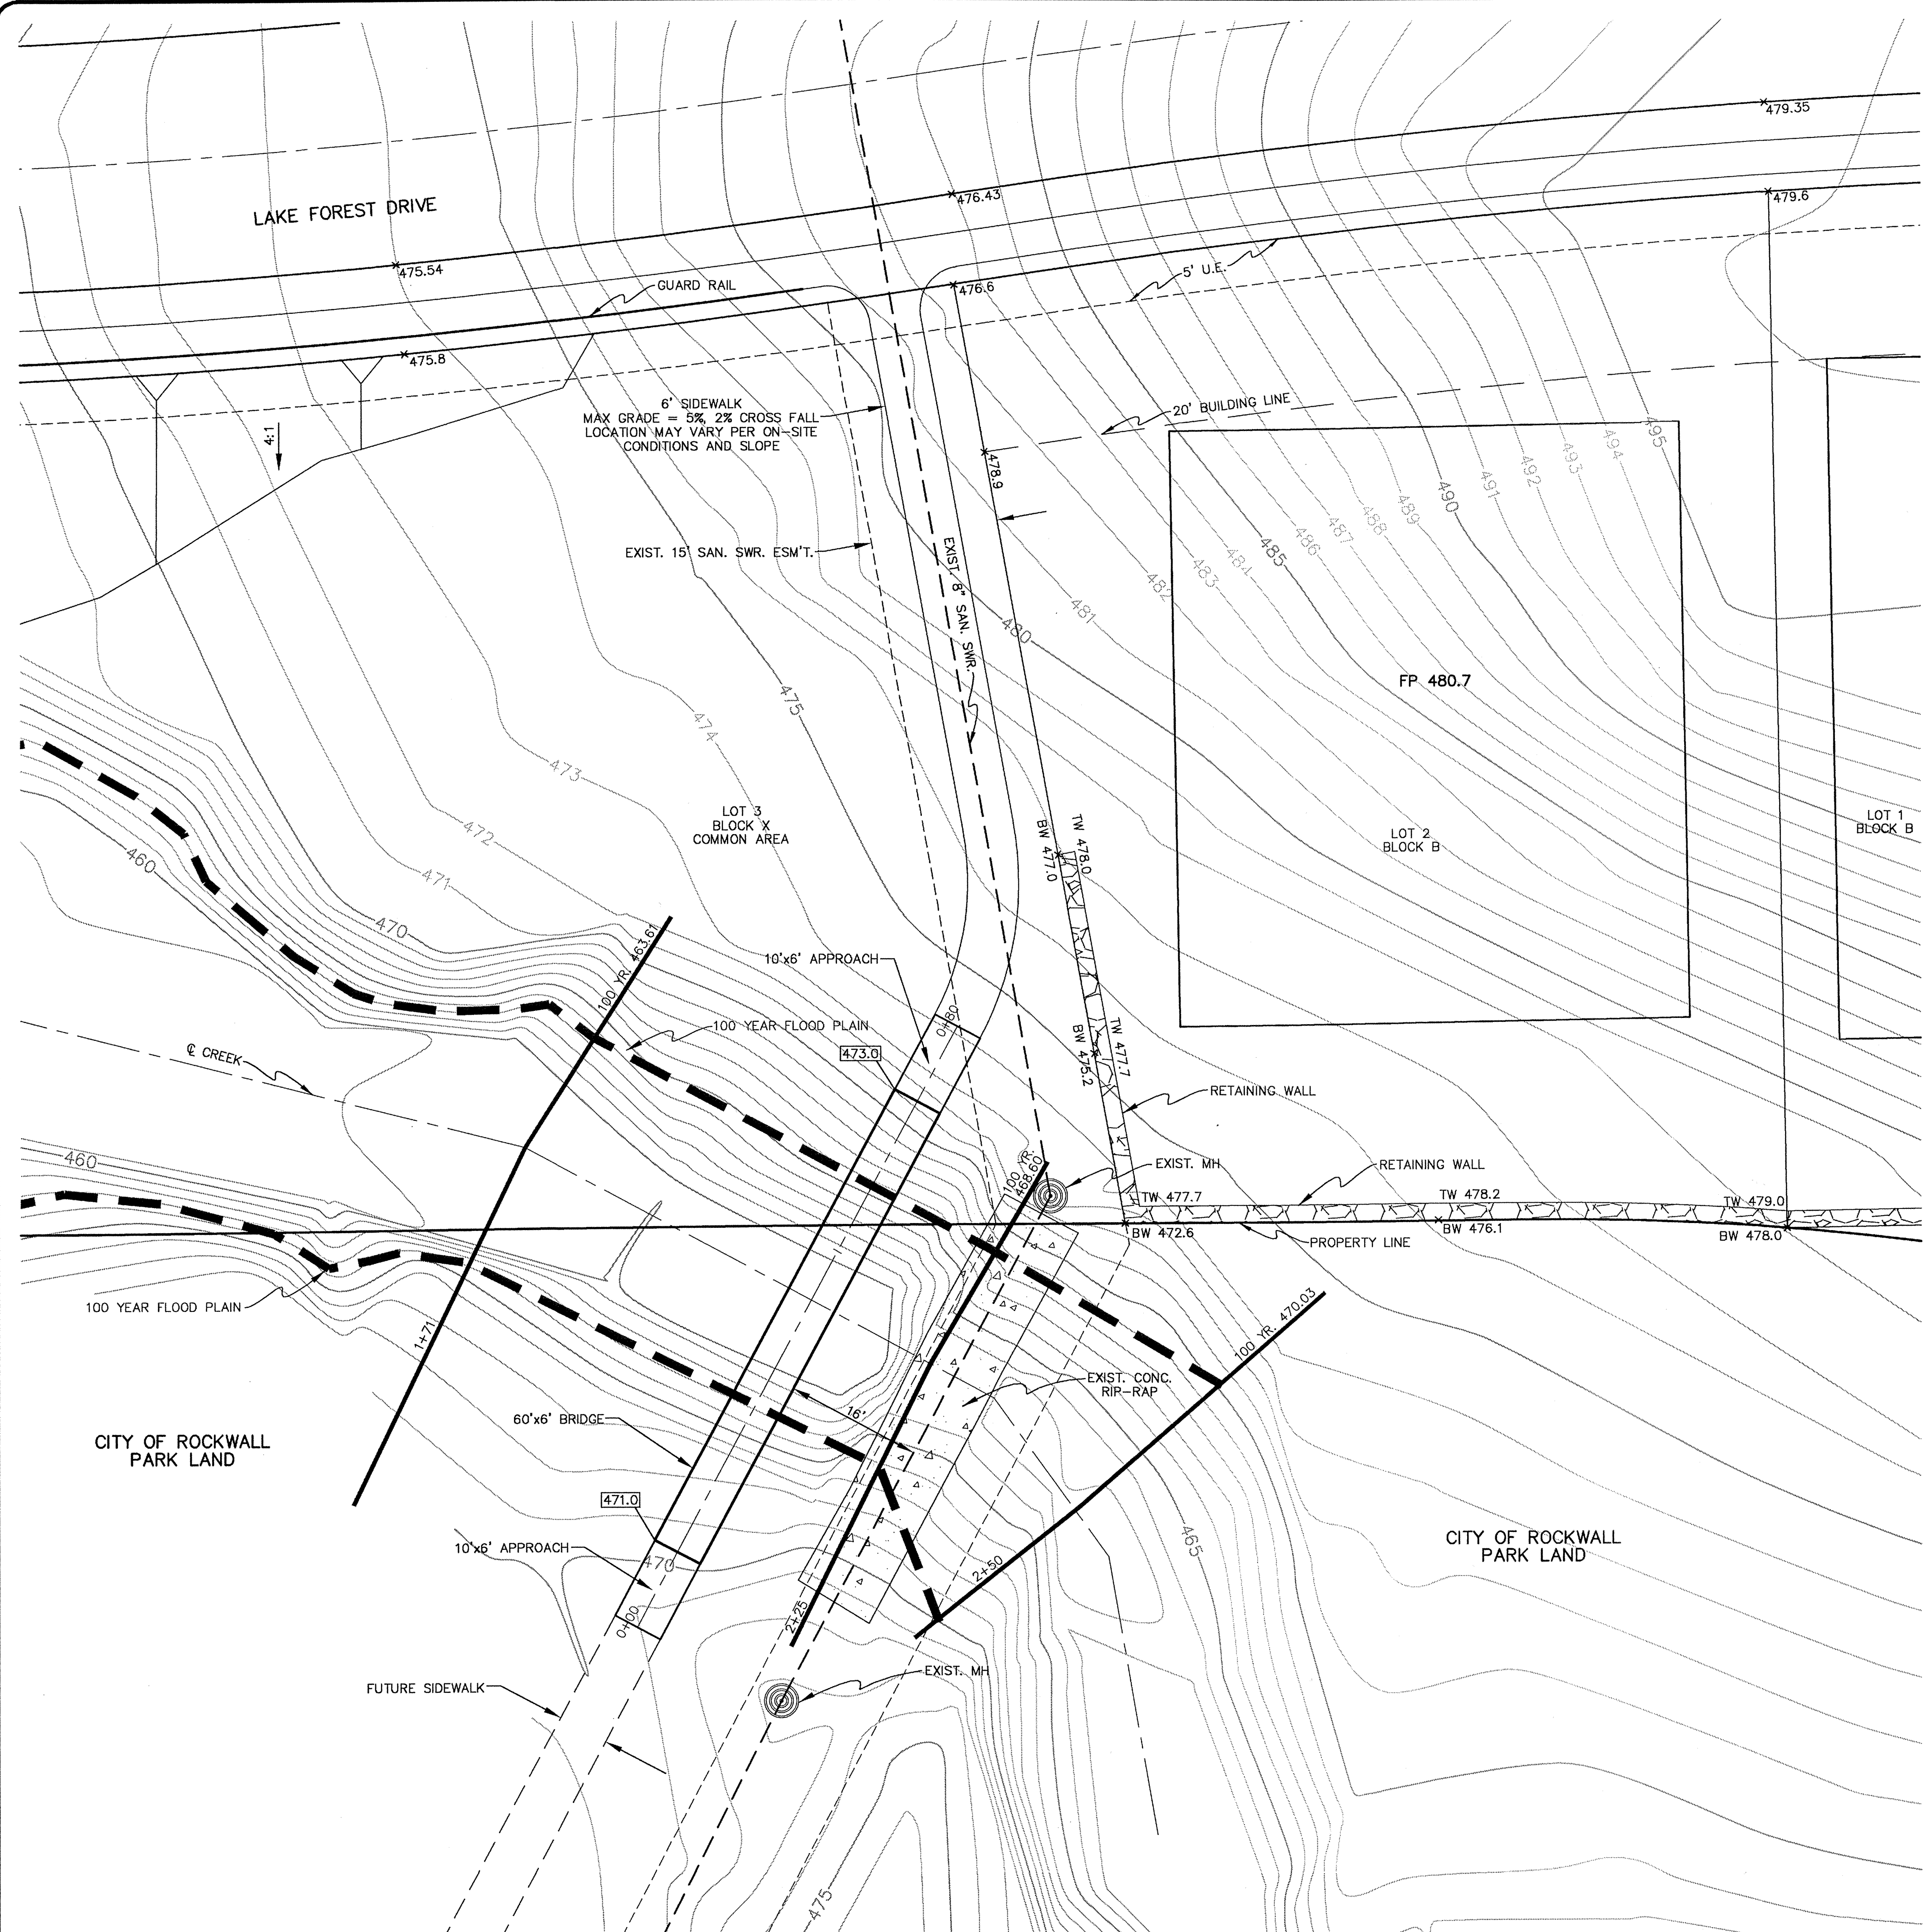 479.35
479.6
476.43
LAKE FOREST DRIVE
475.54
GUARD RAIL
5' U.E.
476.6
475.8
6' SIDEWALK
MAX GRADE = 5%, 2% CROSS FALL
LOCATION MAY VARY PER ON-SITE
CONDITIONS AND SLOPE
20' BUILDING LINE
4:1
478.9
495
494
493
492
491
490
489
488
487
486
485
484
483
482
481
480
EXIST. 15' SAN. SWR. ESM'T.
EXIST. 8" SAN. SWR.
FP 480.7
475
474
473
472
471
470
460
LOT 3
BLOCK X
COMMON AREA
LOT 2
BLOCK B
LOT 1
BLOCK B
TW 478.0
BW 477.0
100 YR. 463.61
10'x6' APPROACH
0+80
100 YEAR FLOOD PLAIN
473.0
TW 477.7
BW 475.2
℄ CREEK
RETAINING WALL
460
100 YR.
468.60
EXIST. MH
RETAINING WALL
TW 477.7
TW 478.2
TW 479.0
BW 472.6
BW 476.1
BW 478.0
PROPERTY LINE
100 YEAR FLOOD PLAIN
1+71
100 YR. 470.03
EXIST. CONC.
RIP-RAP
16'
60'x6' BRIDGE
CITY OF ROCKWALL
PARK LAND
471.0
10'x6' APPROACH
470
465
CITY OF ROCKWALL
PARK LAND
2+50
0+00
2+25
EXIST. MH
FUTURE SIDEWALK
475